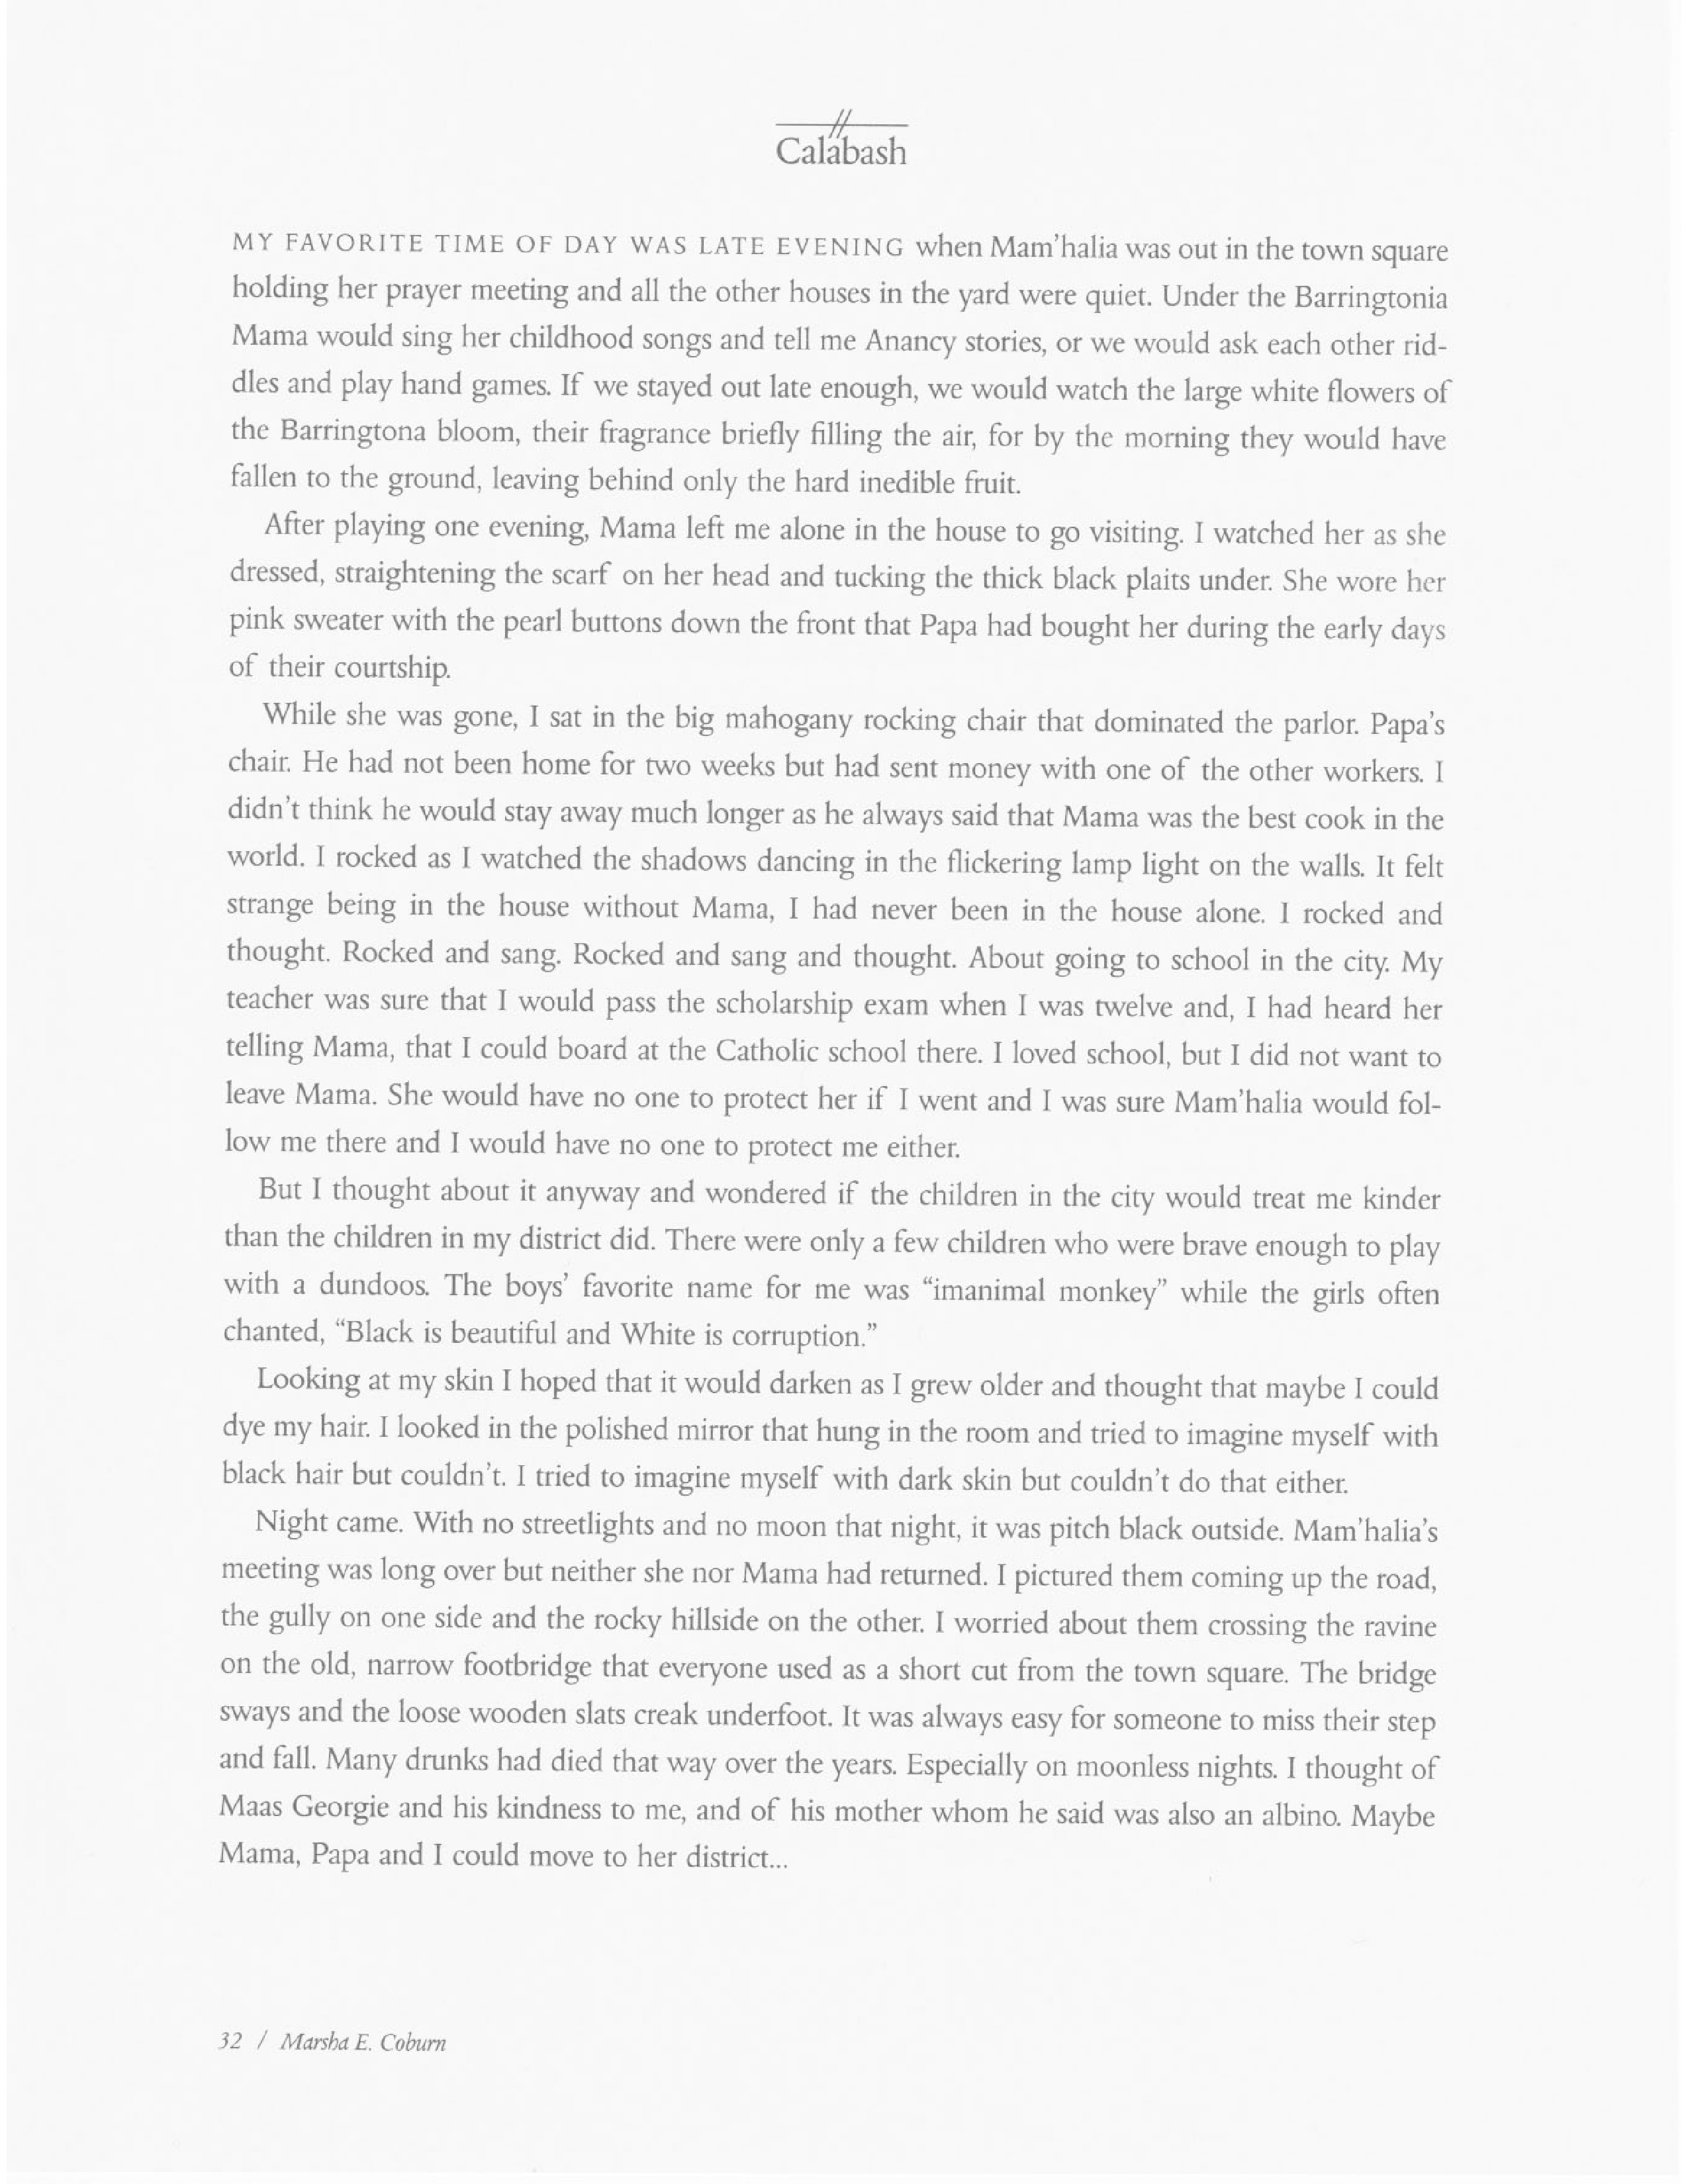 Calabash
MY FAVORITE TIME OF DAY WAS LATE EVENING when Mam'halia was out in the town square
holding her prayer meeting and all the other houses in the yard were quiet. Under the Barringtonia
Mama would sing her childhood songs and tell me Anancy stories, or we would ask each other rid-
dles and play hand games. If we stayed out late enough, we would watch the large white flowers of
the Barringtona bloom, their fragrance briefly filling the air, for by the morning they would have
fallen to the ground, leaving behind only the hard inedible fruit.
After playing one evening, Mama left me alone in the house to go visiting. I watched her as she
dressed, straightening the scarf on her head and tucking the thick black plaits under. She wore her
pink sweater with the pearl buttons down the front that Papa had bought her during the early days
of their courtship.
While she was gone, I sat in the big mahogany rocking chair that dominated the parlor. Papa's
chair. He had not been home for two weeks but had sent money with one of the other workers. I
didn't think he would stay away much longer as he always said that Mama was the best cook in the
world. I rocked as I watched the shadows dancing in the flickering lamp light on the walls. It felt
strange being in the house without Mama, I had never been in the house alone. I rocked and
thought. Rocked and sang. Rocked and sang and thought. About going to school in the city. My
teacher was sure that I would pass the scholarship exam when I was twelve and, I had heard her
telling Mama, that I could board at the Catholic school there. I loved school, but I did not want to
leave Mama. She would have no one to protect her if I went and I was sure Mam'halia would fol-
low me there and I would have no one to protect me either.
But I thought about it anyway and wondered if the children in the city would treat me kinder
than the children in my district did. There were only a few children who were brave enough to play
with a dundoos. The boys' favorite name for me was "imanimal monkey" while the girls often
chanted, "Black is beautiful and White is corruption."
Looking at my skin I hoped that it would darken as I grew older and thought that maybe I could
dye my hair. I looked in the polished mirror that hung in the room and tried to imagine myself with
black hair but couldn't. I tried to imagine myself with dark skin but couldn't do that either.
Night came. With no streetlights and no moon that night, it was pitch black outside. Mam'halia's
meeting was long over but neither she nor Mama had returned. I pictured them coming up the road,
the gully on one side and the rocky hillside on the other. I worried about them crossing the ravine
on the old, narrow footbridge that everyone used as a short cut from the town square. The bridge
sways and the loose wooden slats creak underfoot. It was always easy for someone to miss their step
and fall. Many drunks had died that way over the years. Especially on moonless nights. I thought of
Maas Georgie and his kindness to me, and of his mother whom he said was also an albino. Maybe
Mama, Papa and I could move to her district...
32 / Marsha E. Coburn